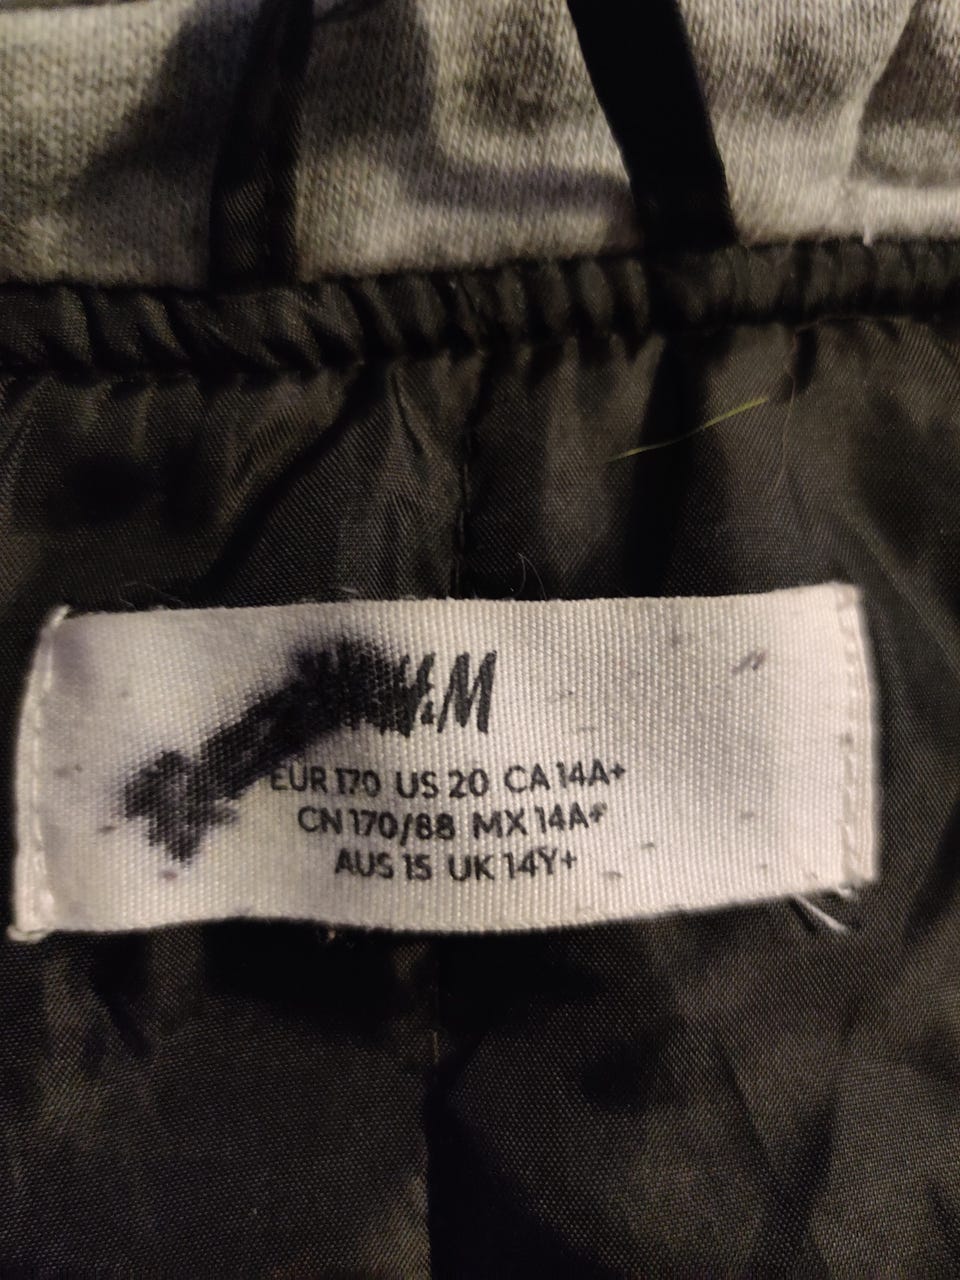 H&M
EUR 170 US 20 CA 14A+
CN 170/88 MX 14A+
AUS 15 UK 14Y+